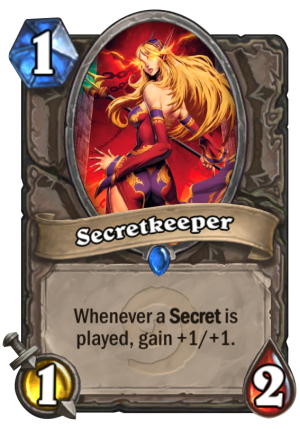 1
Secretkeeper
Whenever a Secret is
played, gain +1/+1.
1
2